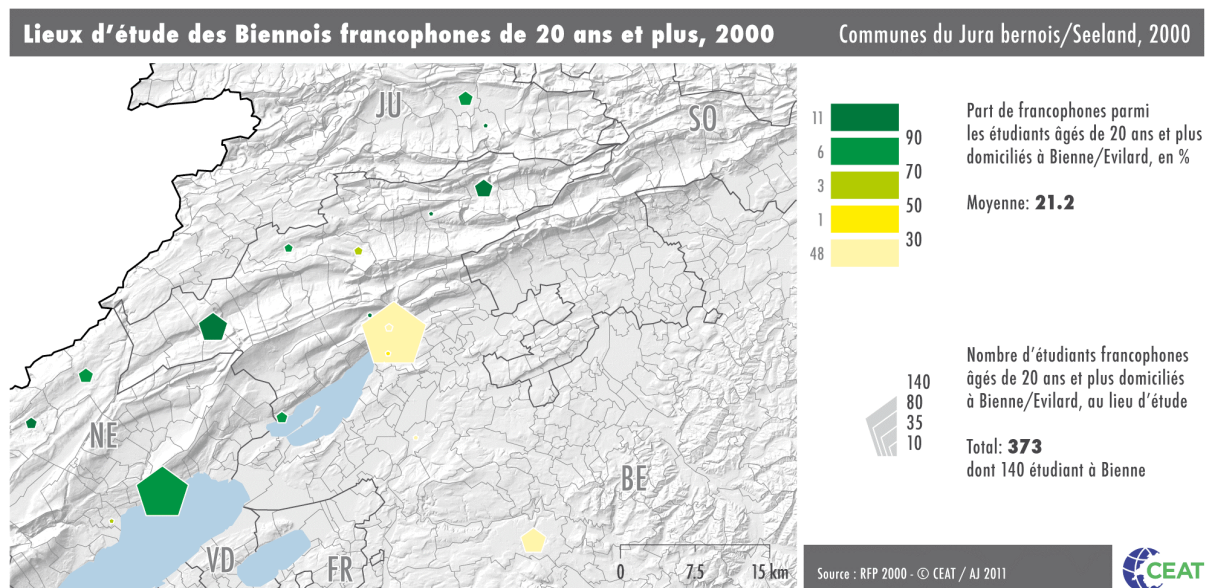 Lieux d'étude des Biennois francophones de 20 ans et plus, 2000
Communes du Jura bernois/Seeland, 2000
JU
SO
NE
BE
VD
FR
0 7.5 15 km
11
90
6
70
3
50
1
30
48
Part de francophones parmi
les étudiants âgés de 20 ans et plus
domiciliés à Bienne/Evilard, en %
Moyenne: 21.2
140
80
35
10
Nombre d'étudiants francophones
âgés de 20 ans et plus domiciliés
à Bienne/Evilard, au lieu d'étude
Total: 373
dont 140 étudiant à Bienne
Source : RFP 2000 - © CEAT / AJ 2011
CEAT